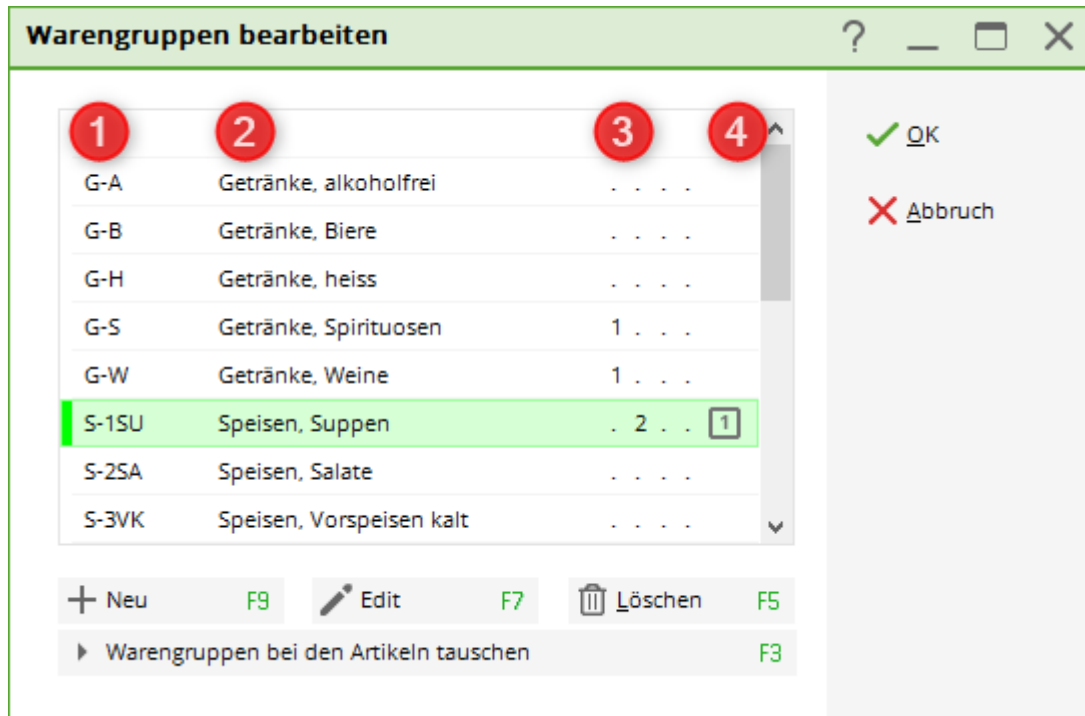 Warengruppen bearbeiten ?
1 2 3 4
OK
G-A Getränke, alkoholfrei . . . .
Abbruch
G-B Getränke, Biere . . . .
G-H Getränke, heiss . . . .
G-S Getränke, Spirituosen 1 . . .
G-W Getränke, Weine 1 . . .
S-1SU Speisen, Suppen . 2 . . 1
S-2SA Speisen, Salate . . . .
S-3VK Speisen, Vorspeisen kalt . . . .
Neu F9 Edit F7 Löschen F5
Warengruppen bei den Artikeln tauschen F3